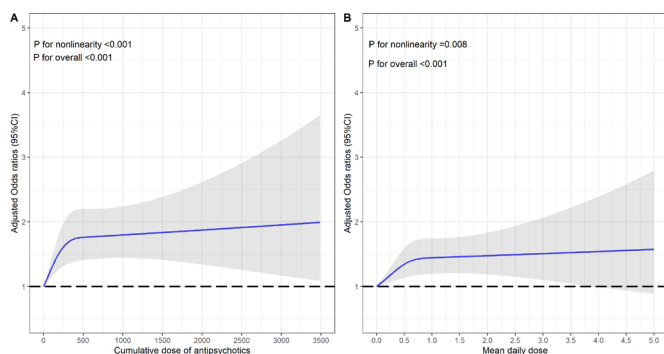 A
P for nonlinearity <0.001
P for overall <0.001
Adjusted Odds ratios (95%CI)
5
4
3
2
1
0
500
1000
1500
2000
2500
3000
3500
Cumulative dose of antipsychotics
B
P for nonlinearity =0.008
P for overall <0.001
Adjusted Odds ratios (95%CI)
5
4
3
2
1
0.0
0.5
1.0
1.5
2.0
2.5
3.0
3.5
4.0
4.5
5.0
Mean daily dose